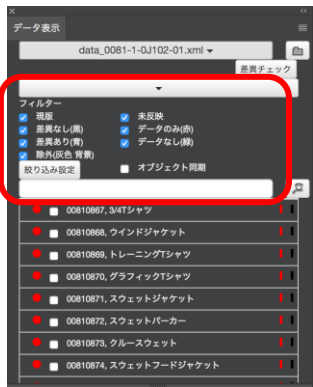 データ表示
data_0081-1-0J102-01.xml
差異チェック
フィルター
現版 未反映
差異なし(黒) データのみ(赤)
差異あり(青) データなし(緑)
除外(灰色 背景)
絞り込み設定 オブジェクト同期
00810867, 3/4Tシャツ
00810868, ウインドジャケット
00810869, トレーニングTシャツ
00810870, グラフィックTシャツ
00810871, スウェットジャケット
00810872, スウェットパーカー
00810873, クルースウェット
00810874, スウェットフードジャケット